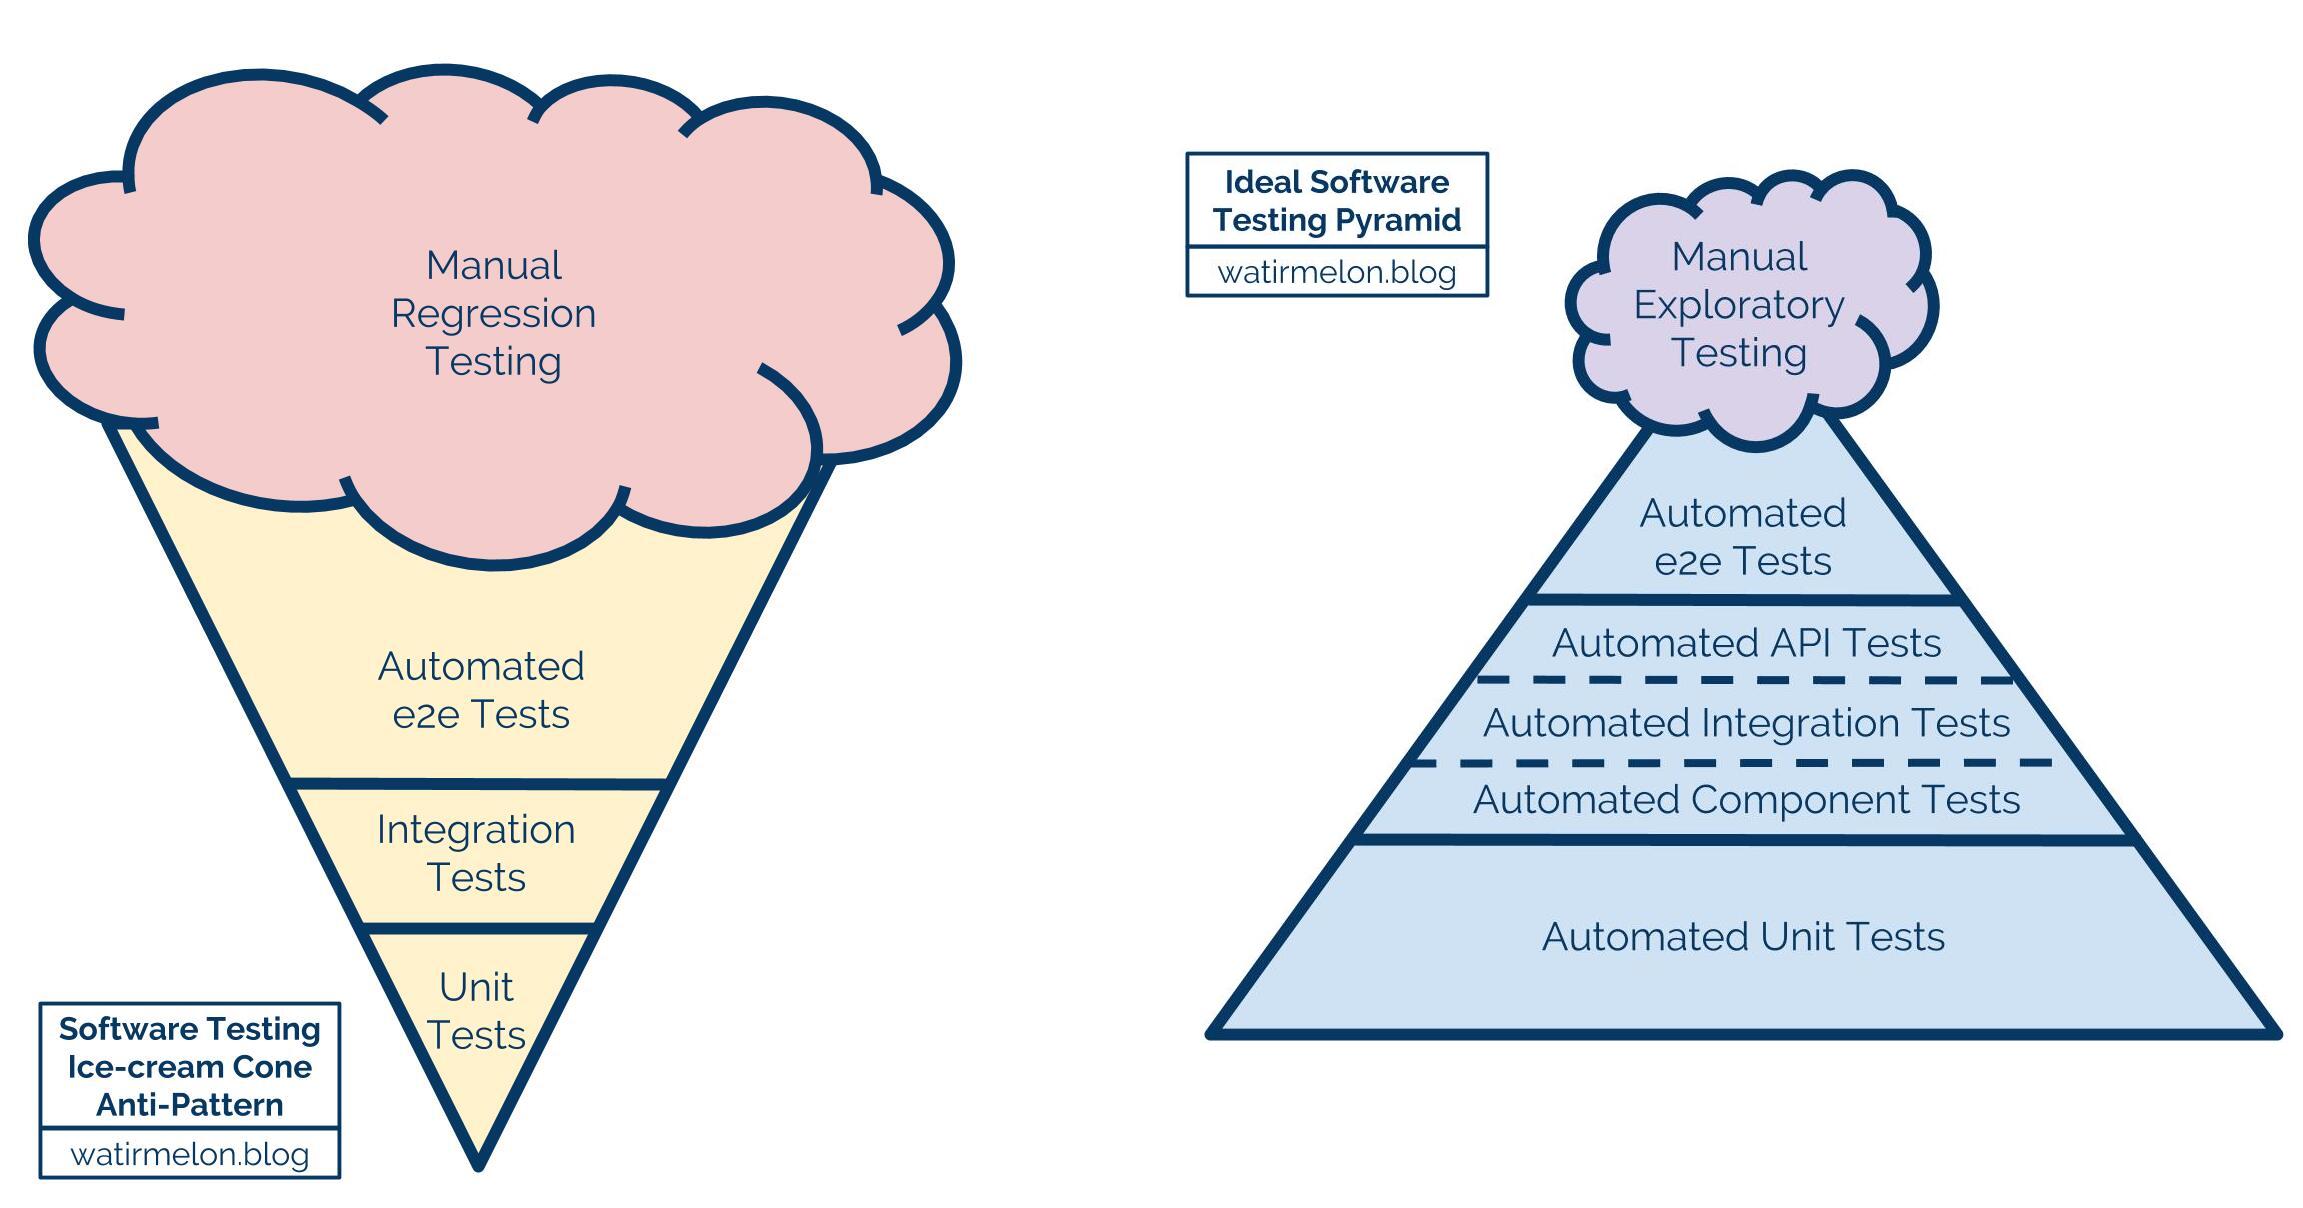 Manual
Regression
Testing
Automated
e2e Tests
Integration
Tests
Unit
Tests
Software Testing
Ice-cream Cone
Anti-Pattern
watirmelon.blog
Ideal Software
Testing Pyramid
watirmelon.blog
Manual
Exploratory
Testing
Automated
e2e Tests
Automated API Tests
Automated Integration Tests
Automated Component Tests
Automated Unit Tests